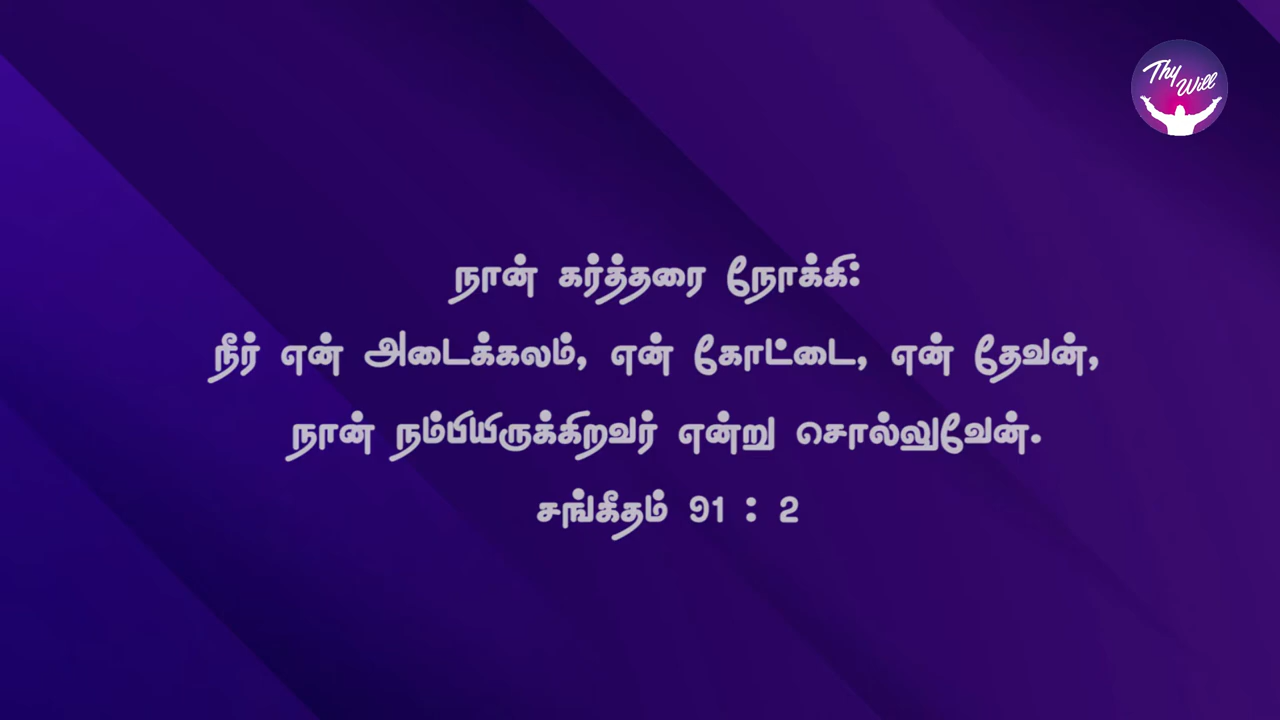 Thy
Will
நான் கர்த்தரை நோக்கி:
நீர் என் அடைக்கலம், என் கோட்டை, என் தேவன்,
நான் நம்பியிருக்கிறவர் என்று சொல்லுவேன்.
சங்கீதம் 91 : 2